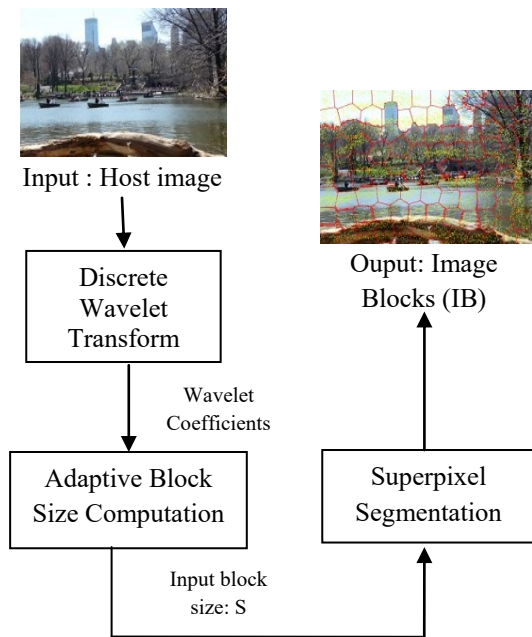 Input : Host image
Discrete
Wavelet
Transform
Wavelet
Coefficients
Adaptive Block
Size Computation
Input block
size: S
Superpixel
Segmentation
Ouput: Image
Blocks (IB)